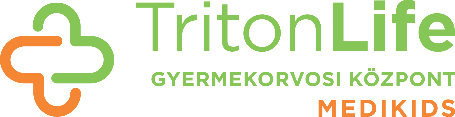 TritonLife
GYERMEKORVOSI KÖZPONT
MEDIKIDS